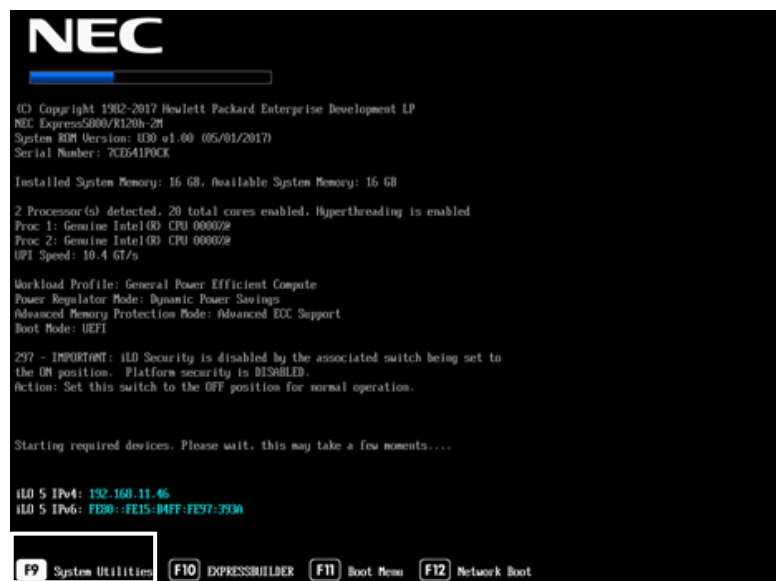 NEC
(C) Copyright 1982-2017 Hewlett Packard Enterprise Development LP
NEC Express5800/R120h-2M
System ROM Version: U30 v1.00 (05/01/2017)
Serial Number: 7CE641P0CK
Installed System Memory: 16 GB, Available System Memory: 16 GB
2 Processor(s) detected, 20 total cores enabled, Hyperthreading is enabled
Proc 1: Genuine Intel(R) CPU 0000%@
Proc 2: Genuine Intel(R) CPU 0000%@
UPI Speed: 10.4 GT/s
Workload Profile: General Power Efficient Compute
Power Regulator Mode: Dynamic Power Savings
Advanced Memory Protection Mode: Advanced ECC Support
Boot Mode: UEFI
297 - IMPORTANT: iLO Security is disabled by the associated switch being set to
the ON position. Platform security is DISABLED.
Action: Set this switch to the OFF position for normal operation.
Starting required devices. Please wait, this may take a few moments....
iLO 5 IPv4: 192.168.11.46
iLO 5 IPv6: FE80::FE15:B4FF:FE97:393A
F9 System Utilities F10 EXPRESSBUILDER F11 Boot Menu F12 Network Boot